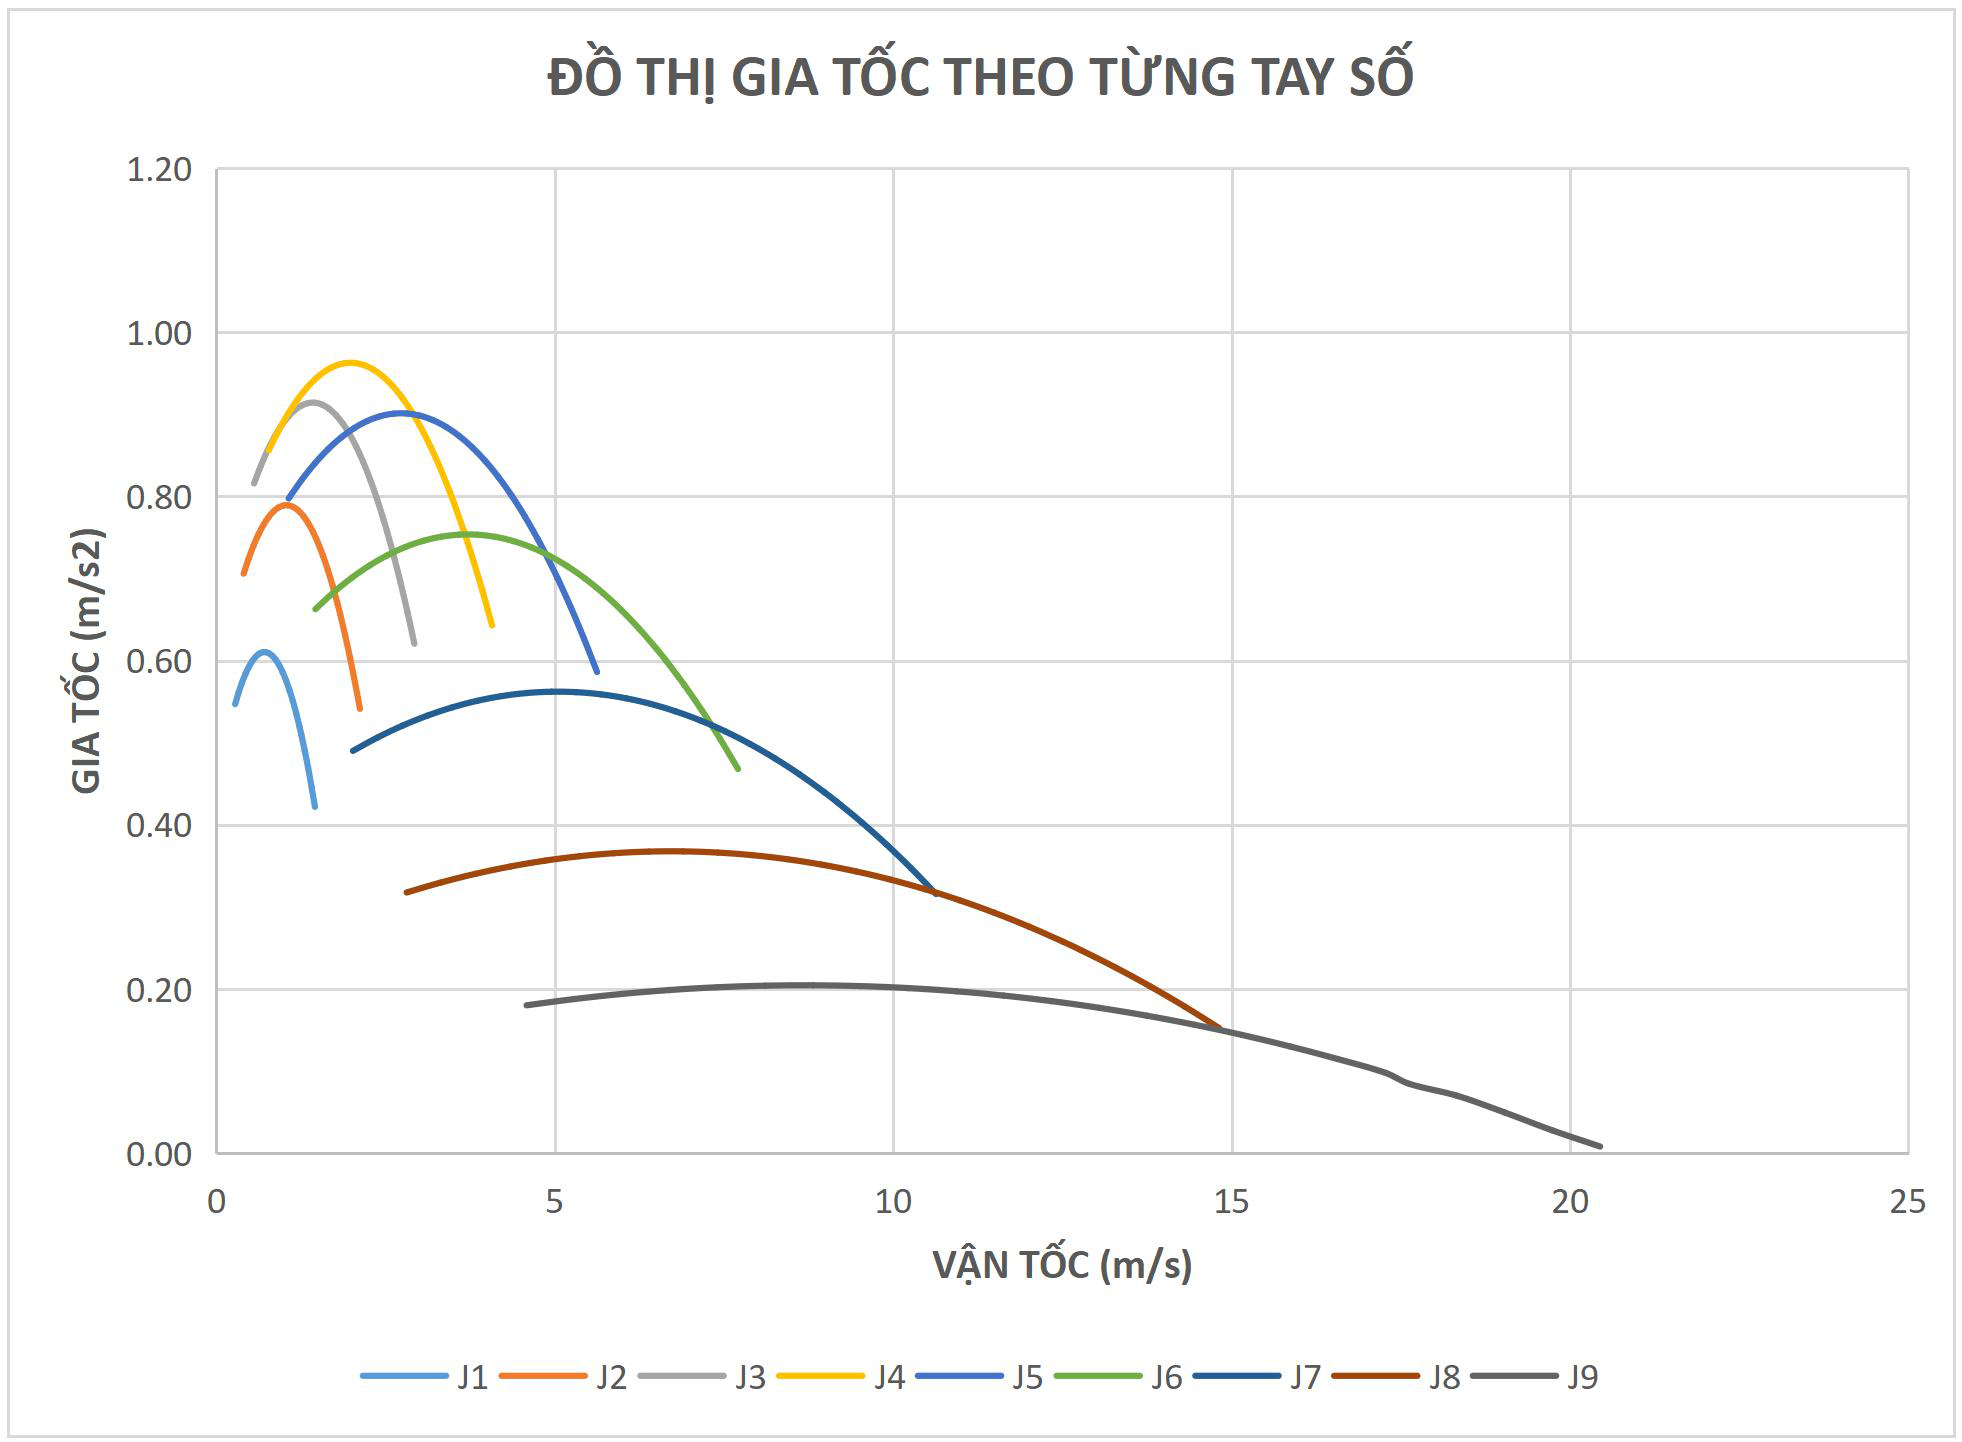 ĐỒ THỊ GIA TỐC THEO TỪNG TAY SỐ
1.20
1.00
0.80
0.60
0.40
0.20
0.00
GIA TỐC (m/s2)
0 5 10 15 20 25
VẬN TỐC (m/s)
J1 J2 J3 J4 J5 J6 J7 J8 J9